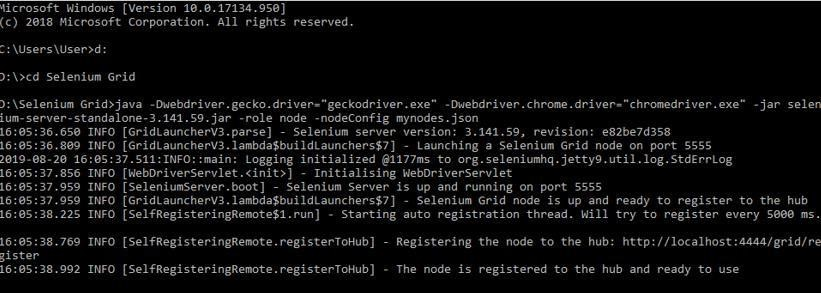 Microsoft Windows [Version 10.0.17134.950]
(c) 2018 Microsoft Corporation. All rights reserved.
C:\Users\User>d:
D:\>cd Selenium Grid
D:\Selenium Grid>java -Dwebdriver.gecko.driver="geckodriver.exe" -Dwebdriver.chrome.driver="chromedriver.exe" -jar selen
ium-server-standalone-3.141.59.jar -role node -nodeConfig mynodes.json
16:05:36.650 INFO [GridLauncherV3.parse] - Selenium server version: 3.141.59, revision: e82be7d358
16:05:36.809 INFO [GridLauncherV3.lambda$buildLaunchers$7] - Launching a Selenium Grid node on port 5555
2019-08-20 16:05:37.511:INFO::main: Logging initialized @1177ms to org.seleniumhq.jetty9.util.log.StdErrLog
16:05:37.856 INFO [WebDriverServlet.<init>] - Initialising WebDriverServlet
16:05:37.959 INFO [SeleniumServer.boot] - Selenium Server is up and running on port 5555
16:05:37.959 INFO [GridLauncherV3.lambda$buildLaunchers$7] - Selenium Grid node is up and ready to register to the hub
16:05:38.225 INFO [SelfRegisteringRemote$1.run] - Starting auto registration thread. Will try to register every 5000 ms.
16:05:38.769 INFO [SelfRegisteringRemote.registerToHub] - Registering the node to the hub: http://localhost:4444/grid/re
gister
16:05:38.992 INFO [SelfRegisteringRemote.registerToHub] - The node is registered to the hub and ready to use